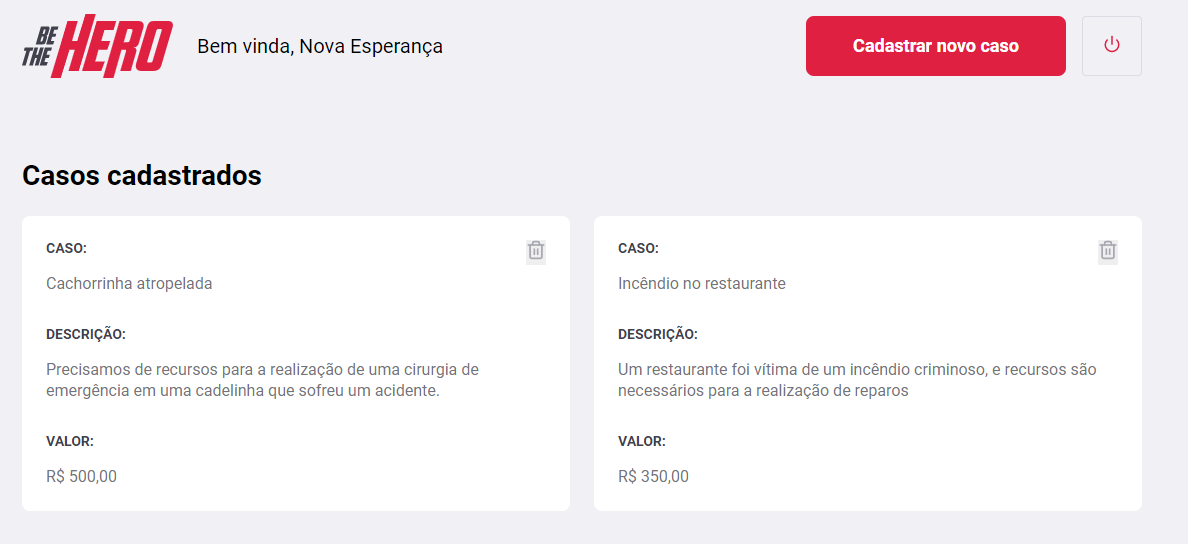 BE THE HERO
Bem vinda, Nova Esperança
Cadastrar novo caso
Casos cadastrados
CASO:
Cachorrinha atropelada
DESCRIÇÃO:
Precisamos de recursos para a realização de uma cirurgia de
emergência em uma cadelinha que sofreu um acidente.
VALOR:
R$ 500,00
CASO:
Incêndio no restaurante
DESCRIÇÃO:
Um restaurante foi vítima de um incêndio criminoso, e recursos são
necessários para a realização de reparos
VALOR:
R$ 350,00